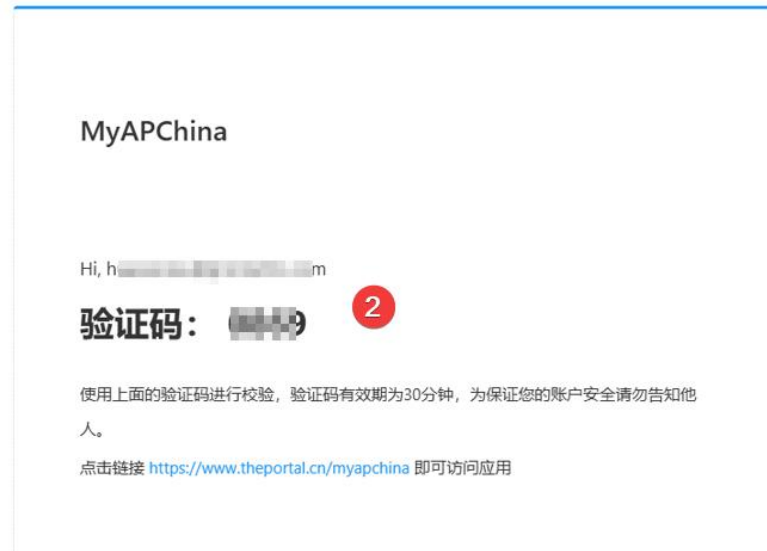 MyAPChina
Hi, h
验证码：
2
使用上面的验证码进行校验，验证码有效期为30分钟，为保证您的账户安全请勿告知他
人。
点击链接 https://www.theportal.cn/myapchina 即可访问应用